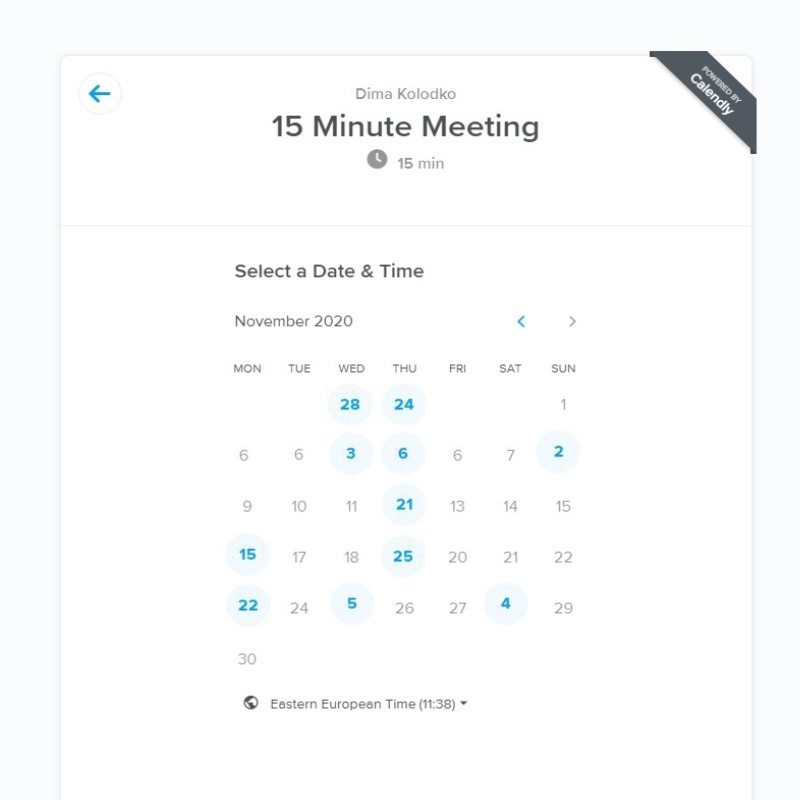 POWERED BY
Calendly
Dima Kolodko
15 Minute Meeting
15 min
Select a Date & Time
November 2020
MON TUE WED THU FRI SAT SUN
28 24 1
6 6 3 6 6 7 2
9 10 11 21 13 14 15
15 17 18 25 20 21 22
22 24 5 26 27 4 29
30
Eastern European Time (11:38)